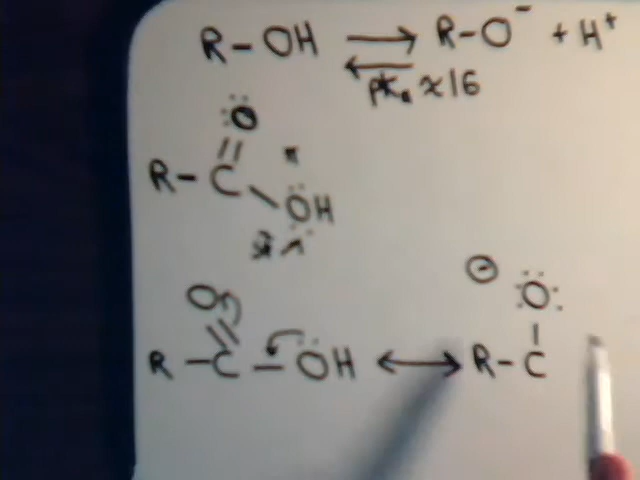 R-OH ⇌ R-O⁻ + H⁺
pKa ≈ 16
O
R-C
OH
O ⊖ O
R-C-OH ↔ R-C